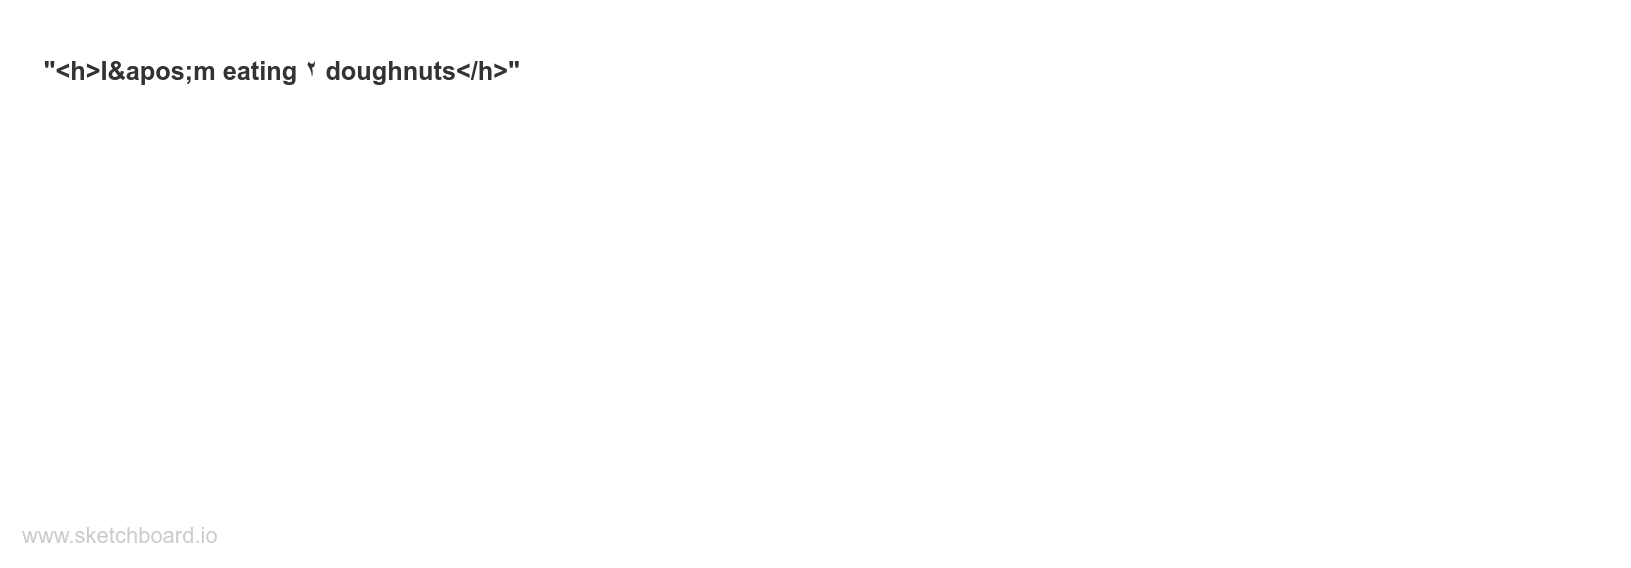 "<h>I&apos;m eating ٢ doughnuts</h>"
www.sketchboard.io